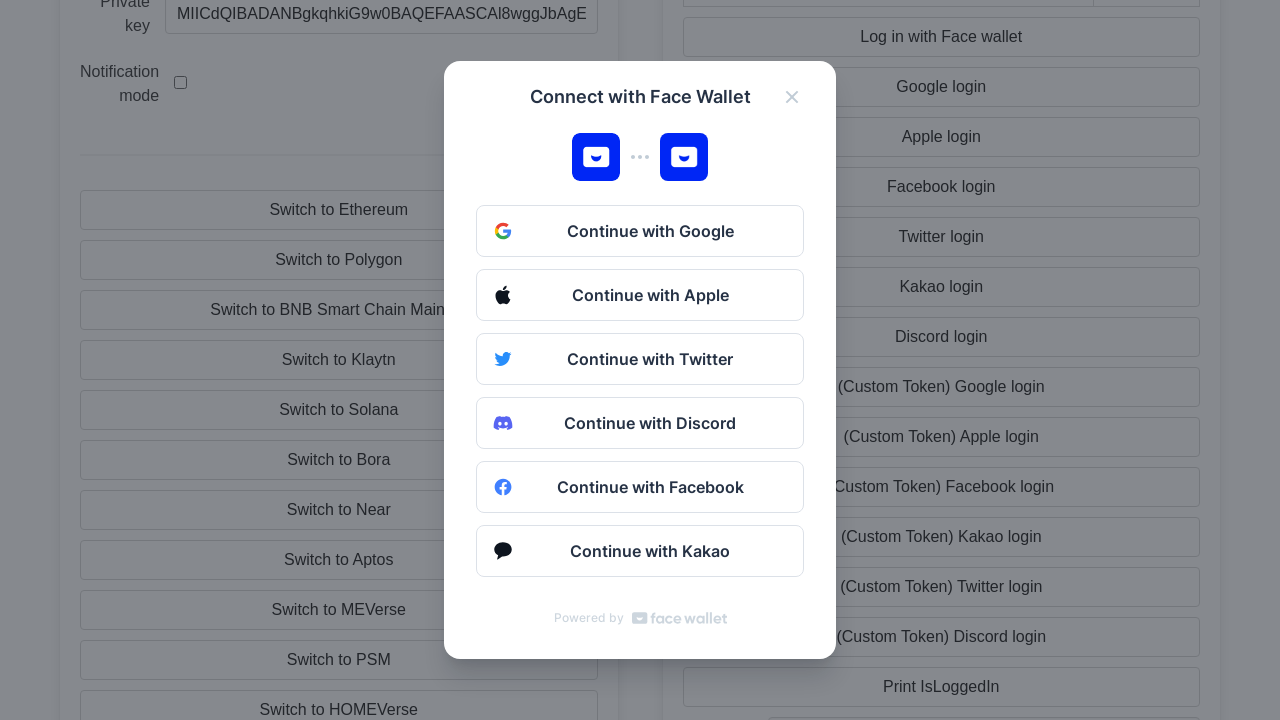 Private
key
MIICdQIBADANBgkqhkiG9w0BAQEFAASCAl8wggJbAgE
Notification
mode
Switch to Ethereum
Switch to Polygon
Switch to BNB Smart Chain Main
Switch to Klaytn
Switch to Solana
Switch to Bora
Switch to Near
Switch to Aptos
Switch to MEVerse
Switch to PSM
Switch to HOMEVerse
Connect with Face Wallet
Continue with Google
Continue with Apple
Continue with Twitter
Continue with Discord
Continue with Facebook
Continue with Kakao
Powered by face wallet
Log in with Face wallet
Google login
Apple login
Facebook login
Twitter login
Kakao login
Discord login
(Custom Token) Google login
(Custom Token) Apple login
Custom Token) Facebook login
(Custom Token) Kakao login
(Custom Token) Twitter login
(Custom Token) Discord login
Print IsLoggedIn